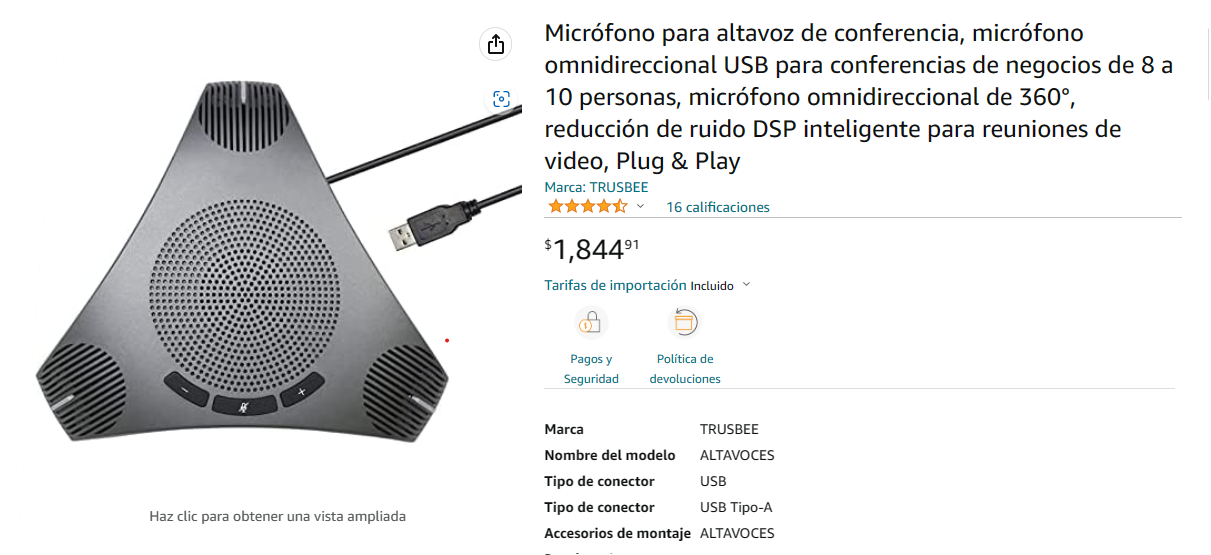 Micrófono para altavoz de conferencia, micrófono
omnidireccional USB para conferencias de negocios de 8 a
10 personas, micrófono omnidireccional de 360°,
reducción de ruido DSP inteligente para reuniones de
video, Plug & Play
Marca: TRUSBEE
16 calificaciones
$1,844.91
Tarifas de importación Incluido
Pagos y
Seguridad
Política de
devoluciones
Marca TRUSBEE
Nombre del modelo ALTAVOCES
Tipo de conector USB
Tipo de conector USB Tipo-A
Accesorios de montaje ALTAVOCES
Haz clic para obtener una vista ampliada